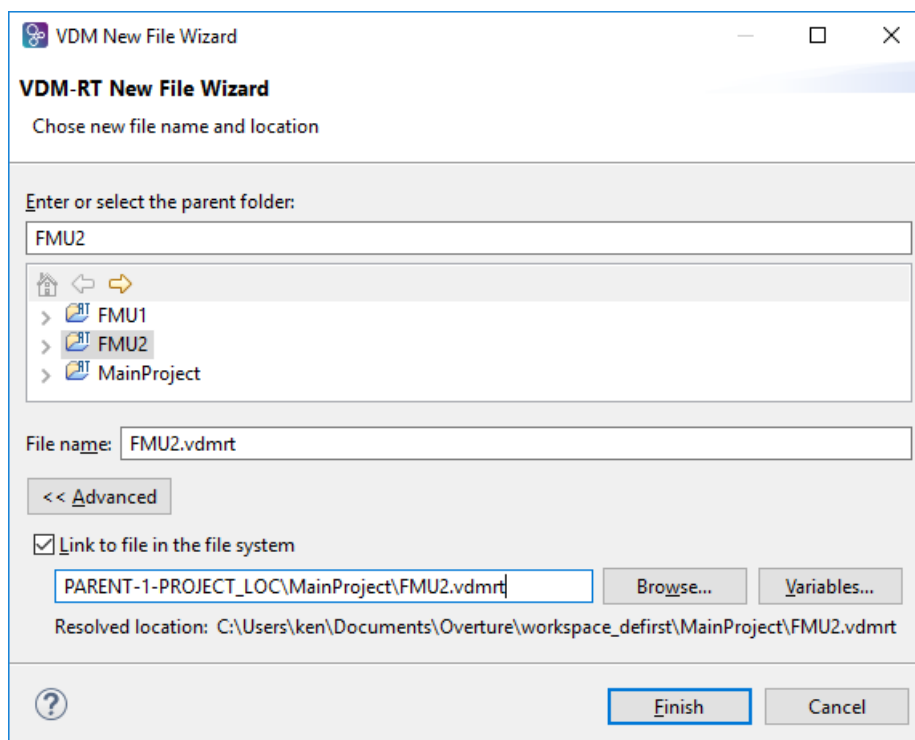 VDM New File Wizard
VDM-RT New File Wizard
Chose new file name and location
Enter or select the parent folder:
FMU2
RT FMU1
RT FMU2
RT MainProject
File name: FMU2.vdmrt
<< Advanced
Link to file in the file system
PARENT-1-PROJECT_LOC\MainProject\FMU2.vdmrt Browse... Variables...
Resolved location: C:\Users\ken\Documents\Overture\workspace_defirst\MainProject\FMU2.vdmrt
? Finish Cancel